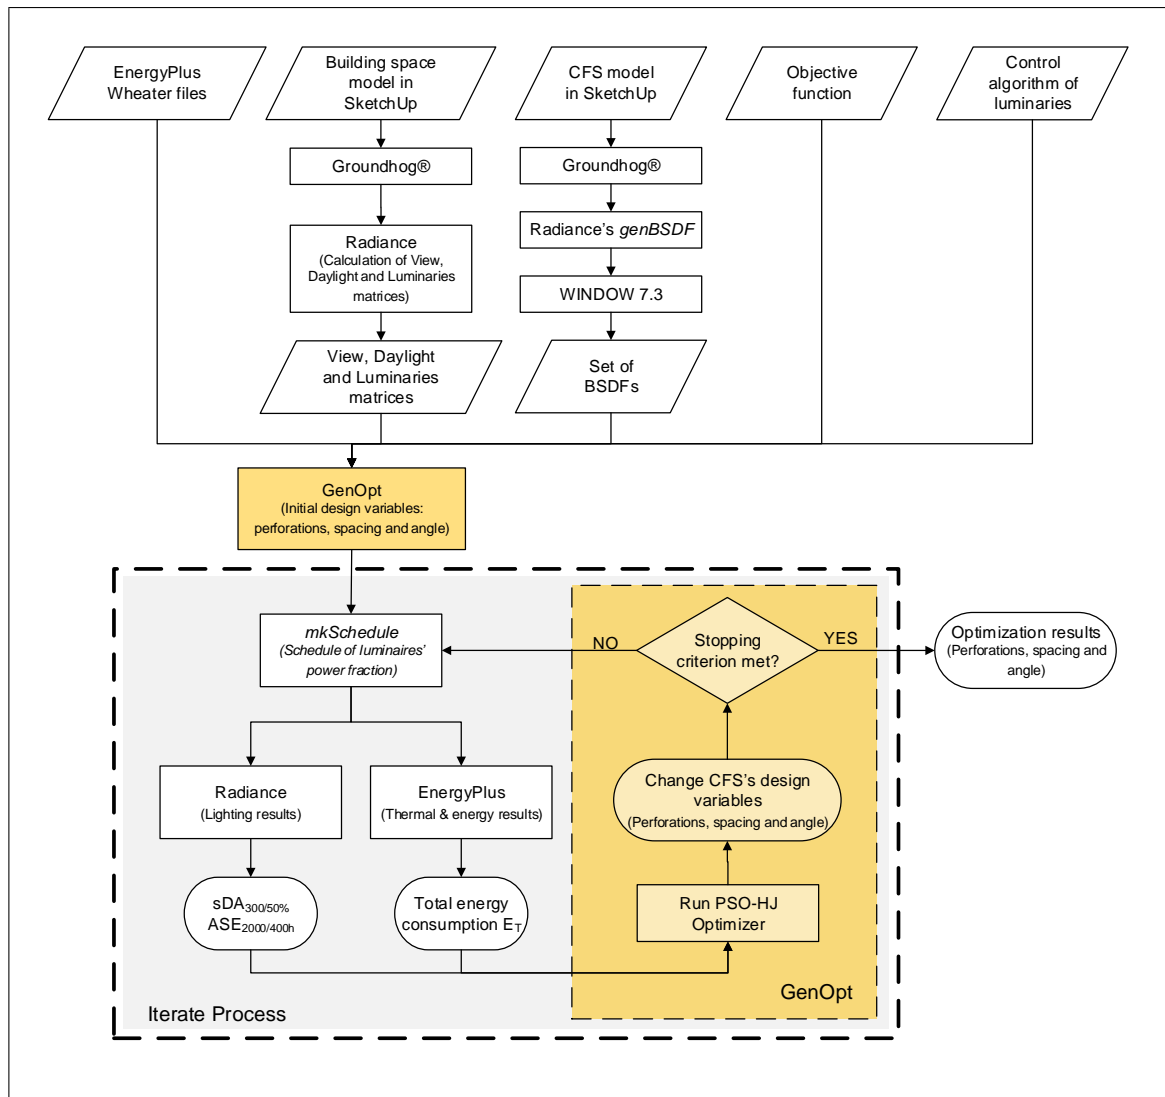 EnergyPlus
Wheater files
Building space
model in
SketchUp
CFS model
in SketchUp
Objective
function
Control
algorithm of
luminaries
Groundhog®
Groundhog®
Radiance
(Calculation of View,
Daylight and Luminaries
matrices)
Radiance's genBSDF
WINDOW 7.3
View, Daylight
and Luminaries
matrices
Set of
BSDFs
GenOpt
(Initial design variables:
perforations, spacing and angle)
mkSchedule
(Schedule of luminaires'
power fraction)
NO
Stopping
criterion met?
YES
Optimization results
(Perforations, spacing and
angle)
Radiance
(Lighting results)
EnergyPlus
(Thermal & energy results)
Change CFS's design
variables
(Perforations, spacing and angle)
sDA300/50%
ASE2000/400h
Total energy
consumption ET
Run PSO-HJ
Optimizer
GenOpt
Iterate Process